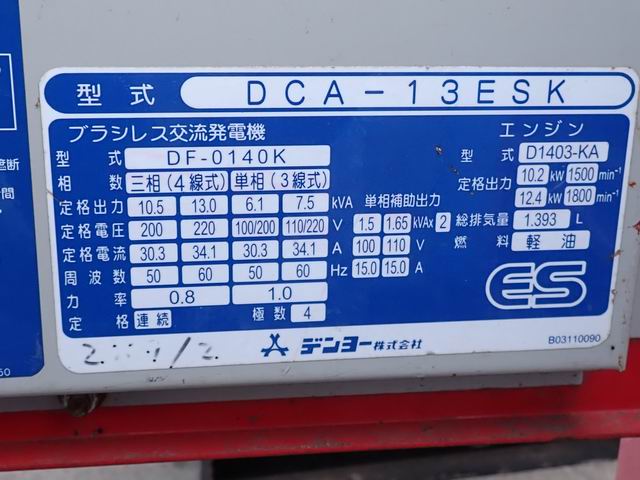 型式 DCA-13ESK
ブラシレス交流発電機
型式 DF-0140K
相数 三相(4線式) 単相(3線式)
定格出力 10.5 13.0 6.1 7.5 kVA 単相補助出力
定格電圧 200 220 100/200 110/220 V 1.5 1.65 kVA×2
定格電流 30.3 34.1 30.3 34.1 A 100 110 V
周波数 50 60 50 60 Hz 15.0 15.0 A
力率 0.8 1.0
定格 連続 極数 4
エンジン
型式 D1403-KA
定格出力 10.2 kW 1500 min⁻¹
12.4 kW 1800 min⁻¹
総排気量 1.393 L
燃料 軽油
ES
デンヨー株式会社
B03110090
遮断
時間
60